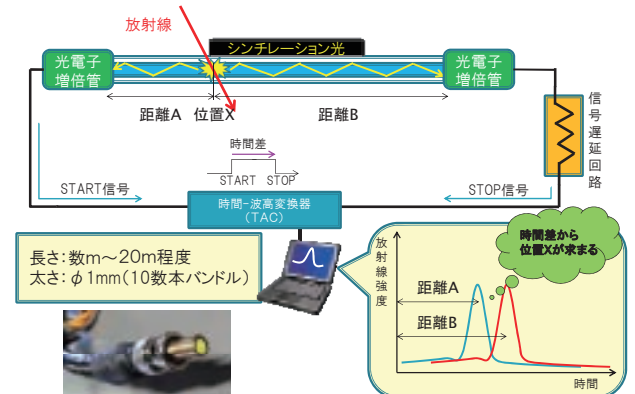 放射線
シンチレーション光
光電子
増倍管
光電子
増倍管
距離A
位置X
距離B
信号遅延回路
時間差
START
STOP
START信号
STOP信号
時間-波高変換器
(TAC)
長さ:数m~20m程度
太さ:φ1mm(10数本バンドル)
時間差から
位置Xが求まる
放射線強度
距離A
距離B
時間